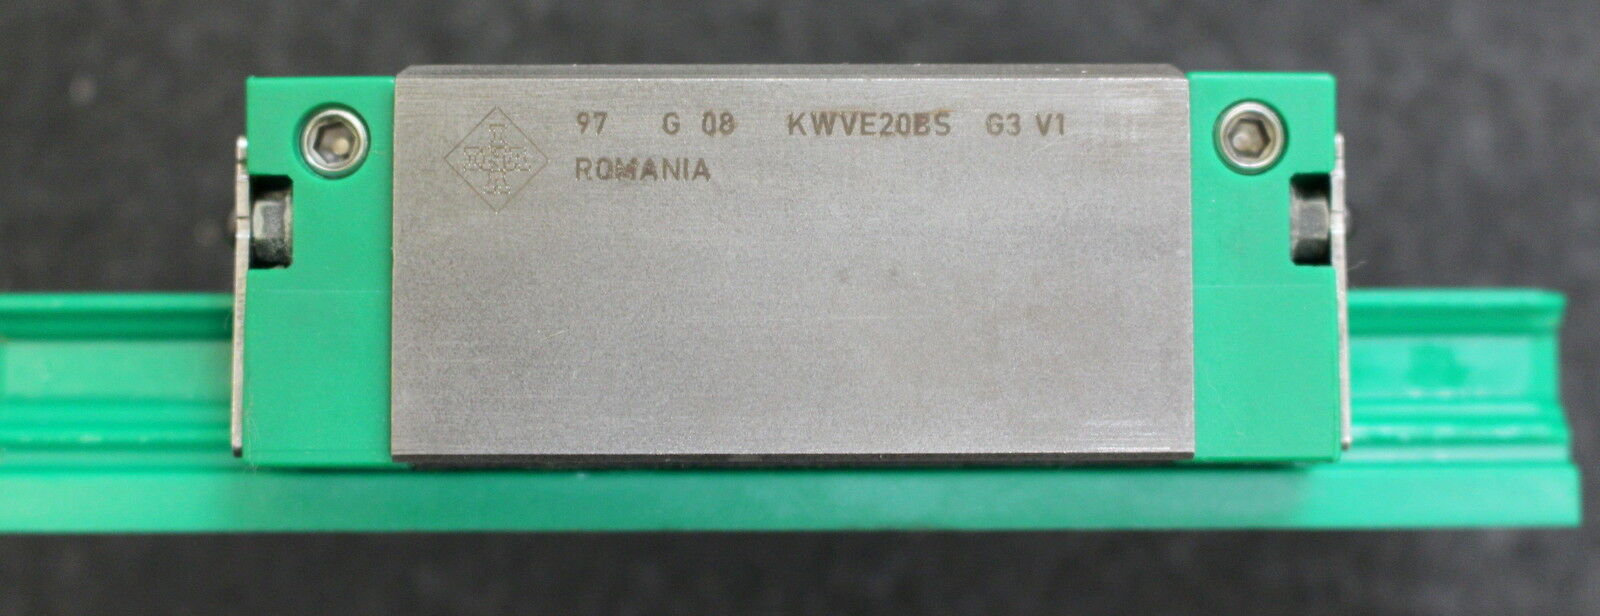 97 G 08 KWVE20BS G3 V1
ROMANIA